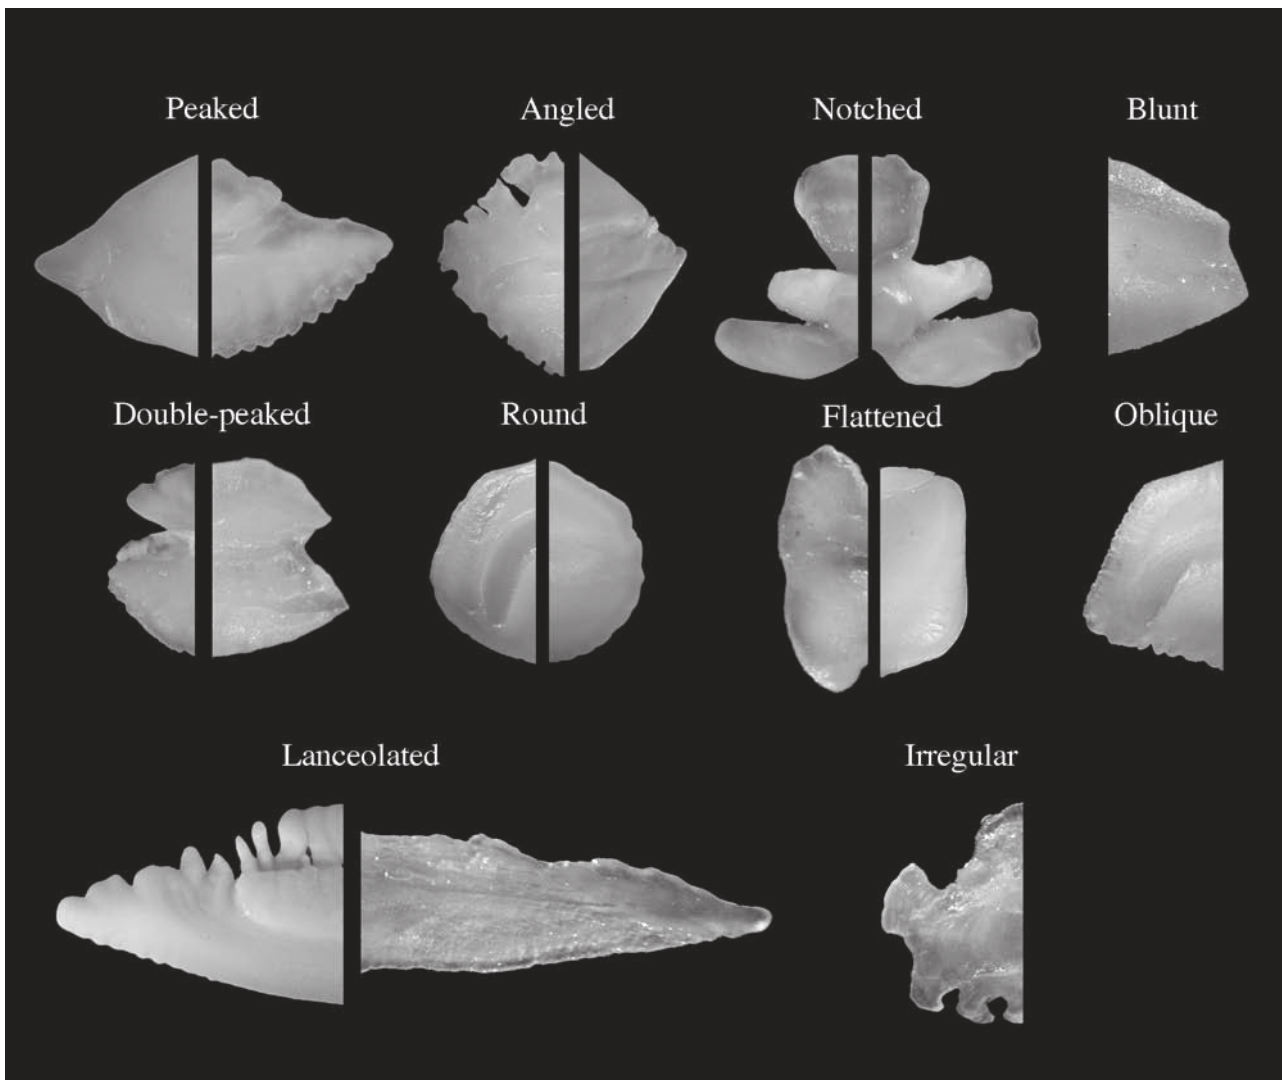 Peaked
Angled
Notched
Blunt
Double-peaked
Round
Flattened
Oblique
Lanceolated
Irregular